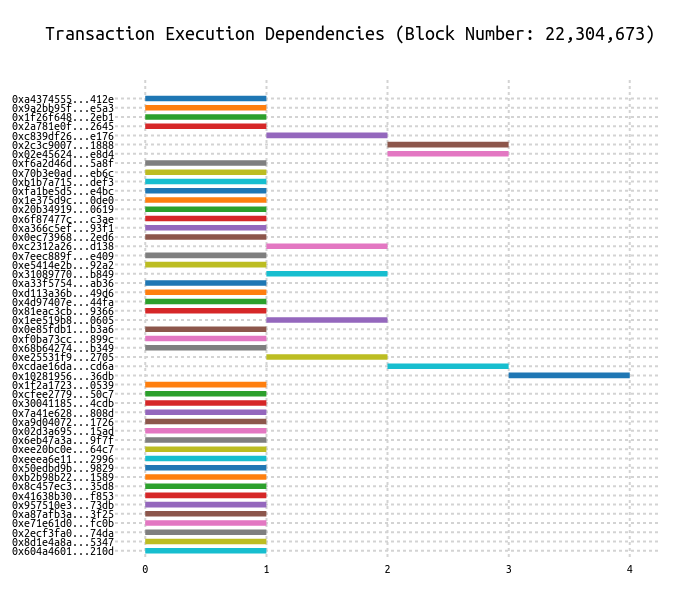 Transaction Execution Dependencies (Block Number: 22,304,673)
0xa4374555...412e
0x9a2bb95f...e5a3
0x1f26f648...2eb1
0x2a781e0f...2645
0xc839df26...e176
0x2c3c9007...1888
0x02e45624...e8d4
0xf6a2d46d...5a8f
0x70b3e0ad...eb6c
0xb1b7a715...def3
0xfa1be5d5...e4bc
0x1e375d9c...0de0
0x20b34919...0619
0x6f87477c...c3ae
0xa366c5ef...93f1
0x0ec73968...2ed6
0xc2312a26...d138
0x7eec889f...e409
0xe5414e2b...92a2
0x31089770...b849
0xa33f5754...ab36
0xd113a36b...49d6
0x4d97407e...44fa
0x81eac3cb...9366
0x1ee519b8...0605
0x0e85fdb1...b3a6
0xf0ba73cc...899c
0x68b64274...b349
0xe25531f9...2705
0xcdae16da...cd6a
0x10281956...36db
0x1f2a1723...0539
0xcfee2779...50c7
0x30041185...4cdb
0x7a41e628...808d
0xa9d04072...1726
0x02d3a695...15ad
0x6eb47a3a...9f7f
0xee20bc0e...64c7
0xeeea6e11...2996
0x50edbd9b...9829
0xb2b98b22...1589
0x8c457ec3...35d8
0x41638b30...f853
0x957510e3...73db
0xa87afb3a...3f25
0xe71e61d0...fc0b
0x2ecf3fa0...74da
0x8d1e4a8a...5347
0x604a4601...210d
0 1 2 3 4